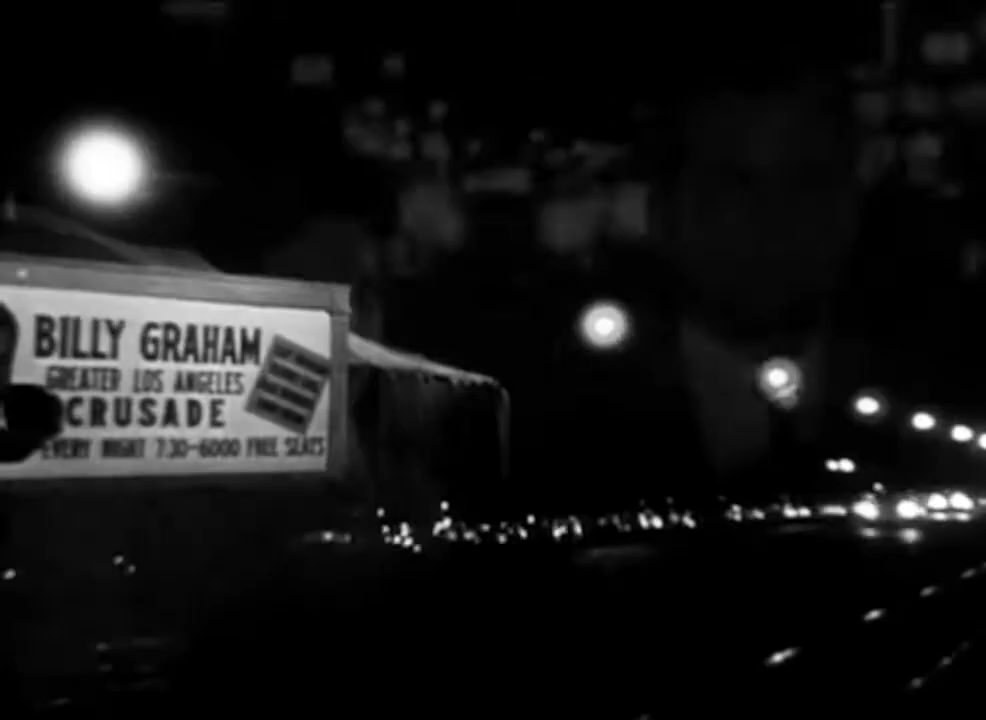 BILLY GRAHAM
GREATER LOS ANGELES
CRUSADE
EVERY NIGHT 7:30-6000 FREE SEATS